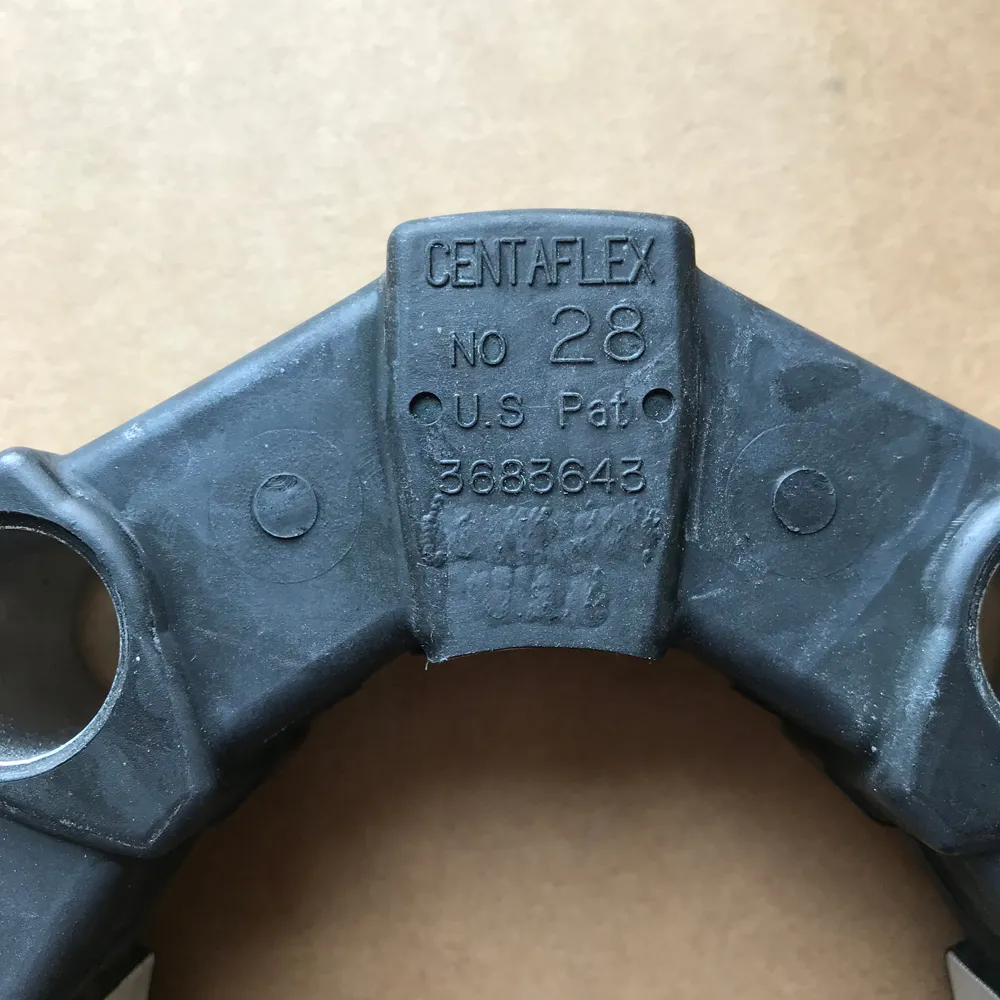 CENTAFLEX
NO 28
U.S Pat
3683643